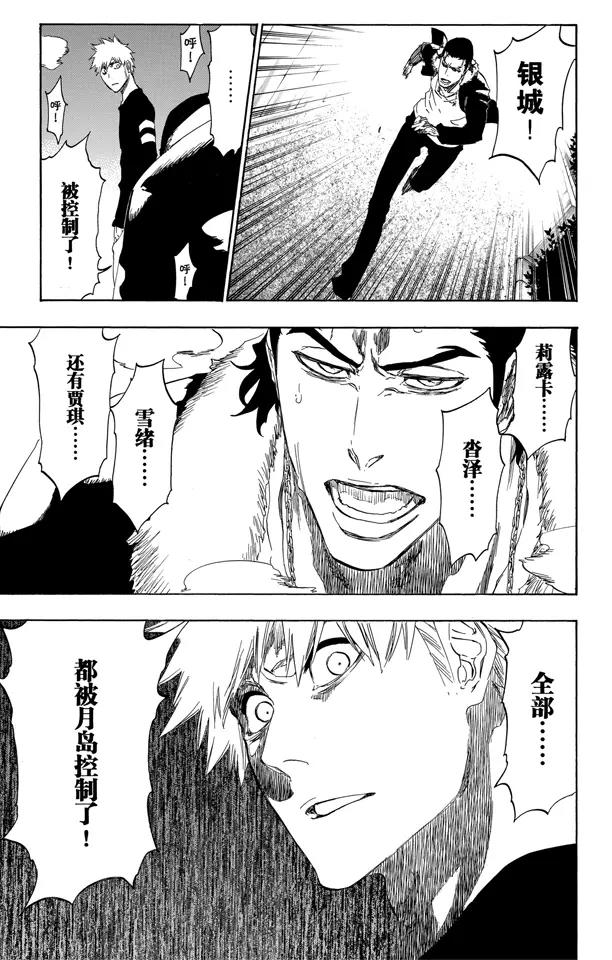 银城！
……
呼！
呼！
呼！
被控制了！
莉露卡……
沓泽……
雪绪……
还有贾琪……
全部……
都被月岛控制了！